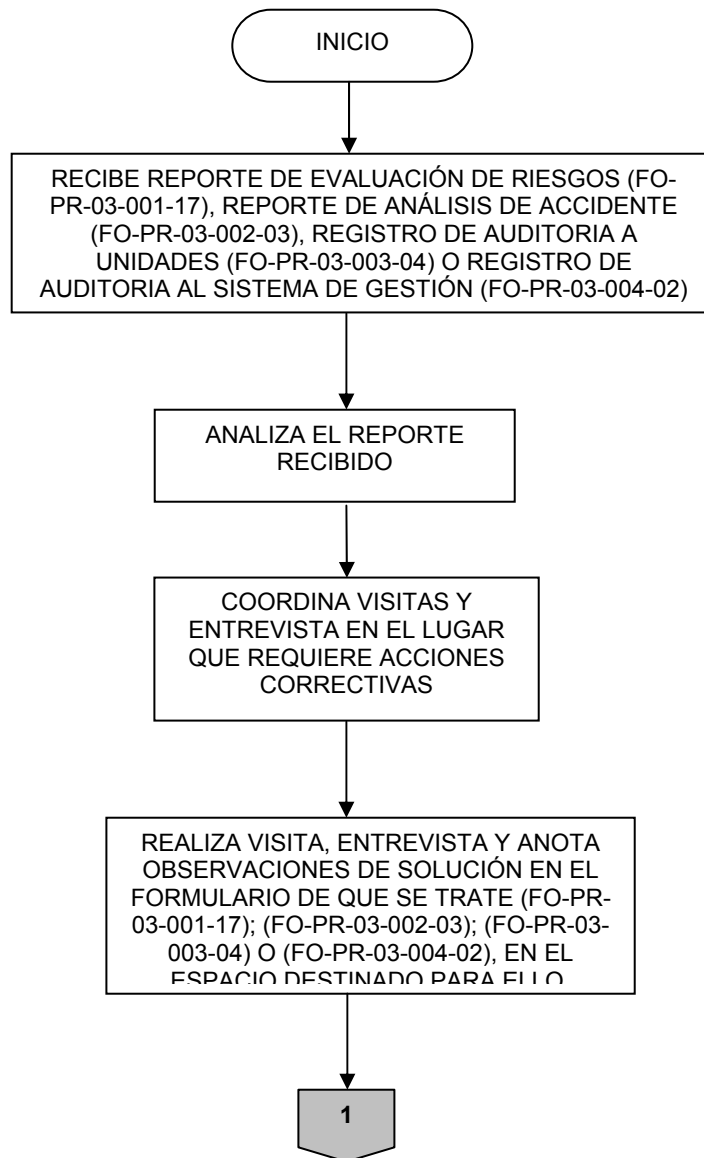 INICIO
RECIBE REPORTE DE EVALUACIÓN DE RIESGOS (FO-
PR-03-001-17), REPORTE DE ANÁLISIS DE ACCIDENTE
(FO-PR-03-002-03), REGISTRO DE AUDITORIA A
UNIDADES (FO-PR-03-003-04) O REGISTRO DE
AUDITORIA AL SISTEMA DE GESTIÓN (FO-PR-03-004-02)
ANALIZA EL REPORTE
RECIBIDO
COORDINA VISITAS Y
ENTREVISTA EN EL LUGAR
QUE REQUIERE ACCIONES
CORRECTIVAS
REALIZA VISITA, ENTREVISTA Y ANOTA
OBSERVACIONES DE SOLUCIÓN EN EL
FORMULARIO DE QUE SE TRATE (FO-PR-
03-001-17); (FO-PR-03-002-03); (FO-PR-03-
003-04) O (FO-PR-03-004-02), EN EL
ESPACIO DESTINADO PARA ELLO
1